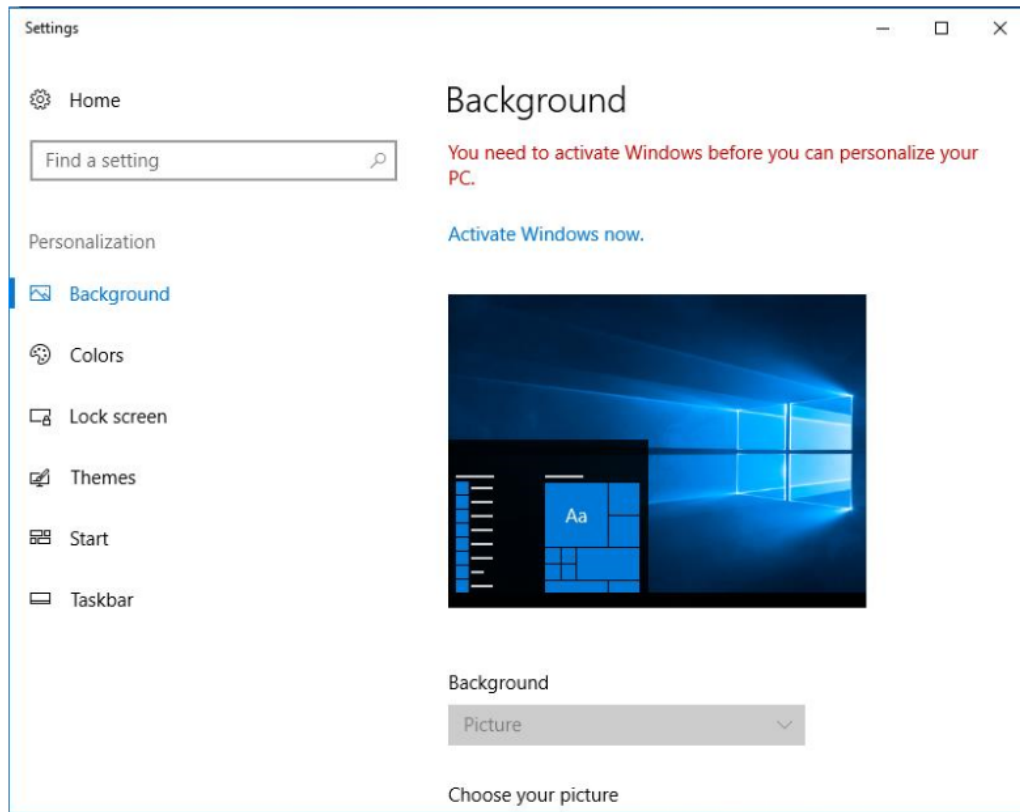 Settings
Home
Find a setting
Personalization
Background
Colors
Lock screen
Themes
Start
Taskbar
Background
You need to activate Windows before you can personalize your
PC.
Activate Windows now.
Aa
Background
Picture
Choose your picture